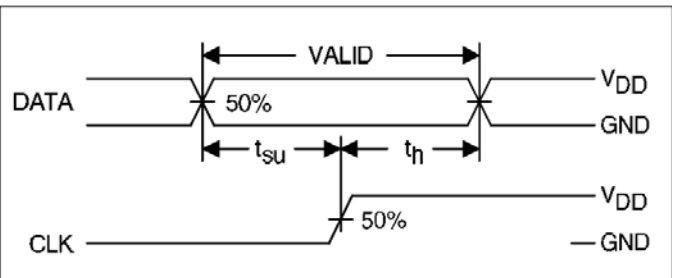 VALID
VDD
DATA 50%
GND
tsu th
VDD
50%
CLK GND